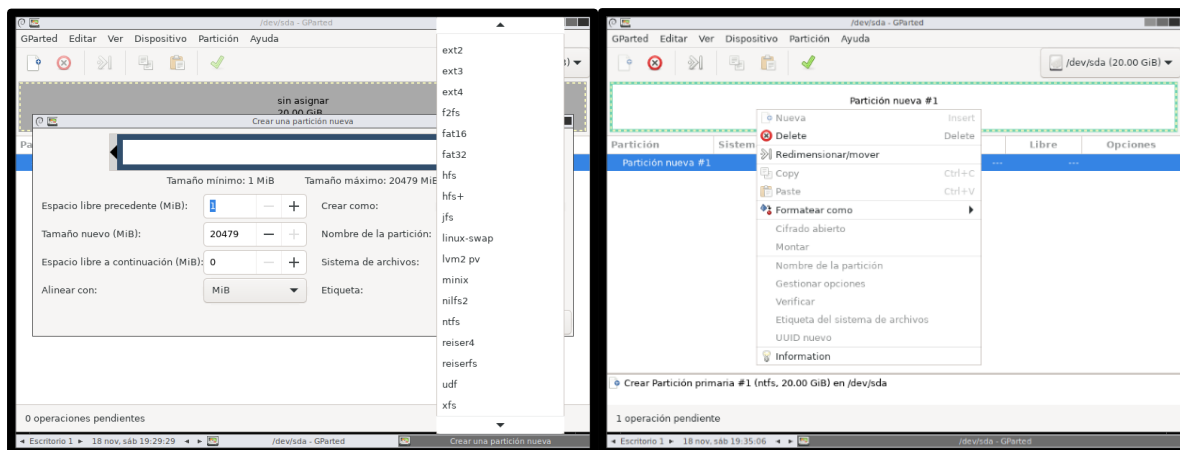 /dev/sda - GParted
GParted Editar Ver Dispositivo Partición Ayuda
sin asignar
20.00 GiB
Crear una partición nueva
Tamaño mínimo: 1 MiB Tamaño máximo: 20479 MiB
Espacio libre precedente (MiB): 1 Crear como:
Tamaño nuevo (MiB): 20479 Nombre de la partición:
Espacio libre a continuación (MiB): 0 Sistema de archivos:
Alinear con: MiB Etiqueta:
ext2
ext3
ext4
f2fs
fat16
fat32
hfs
hfs+
jfs
linux-swap
lvm2 pv
minix
nilfs2
ntfs
reiser4
reiserfs
udf
xfs
0 operaciones pendientes
Escritorio 1 18 nov, sáb 19:29:29 /dev/sda - GParted Crear una partición nueva
/dev/sda - GParted
GParted Editar Ver Dispositivo Partición Ayuda
/dev/sda (20.00 GiB)
Partición nueva #1
Partición Sistem Libre Opciones
Partición nueva #1 --- ---
Nueva Insert
Delete Delete
Redimensionar/mover
Copy Ctrl+C
Paste Ctrl+V
Formatear como
Cifrado abierto
Montar
Nombre de la partición
Gestionar opciones
Verificar
Etiqueta del sistema de archivos
UUID nuevo
Information
Crear Partición primaria #1 (ntfs, 20.00 GiB) en /dev/sda
1 operación pendiente
Escritorio 1 18 nov, sáb 19:35:06 /dev/sda - GParted